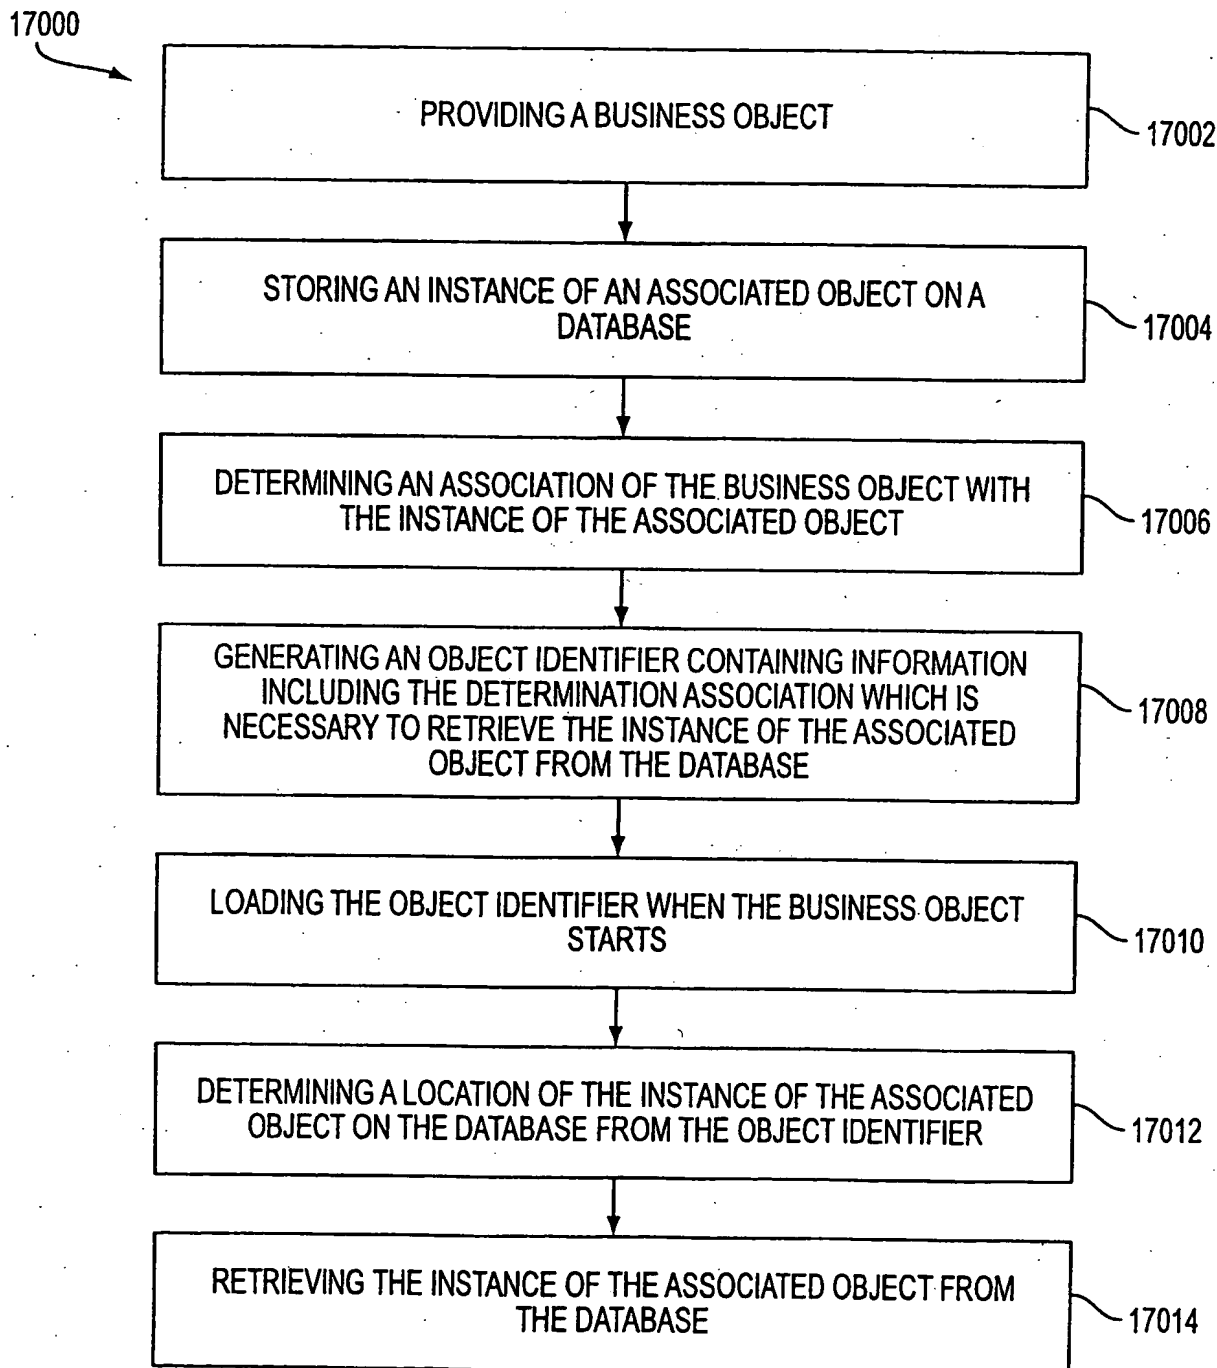 17000
PROVIDING A BUSINESS OBJECT
17002
STORING AN INSTANCE OF AN ASSOCIATED OBJECT ON A
DATABASE
17004
DETERMINING AN ASSOCIATION OF THE BUSINESS OBJECT WITH
THE INSTANCE OF THE ASSOCIATED OBJECT
17006
GENERATING AN OBJECT IDENTIFIER CONTAINING INFORMATION
INCLUDING THE DETERMINATION ASSOCIATION WHICH IS
NECESSARY TO RETRIEVE THE INSTANCE OF THE ASSOCIATED
OBJECT FROM THE DATABASE
17008
LOADING THE OBJECT IDENTIFIER WHEN THE BUSINESS OBJECT
STARTS
17010
DETERMINING A LOCATION OF THE INSTANCE OF THE ASSOCIATED
OBJECT ON THE DATABASE FROM THE OBJECT IDENTIFIER
17012
RETRIEVING THE INSTANCE OF THE ASSOCIATED OBJECT FROM
THE DATABASE
17014